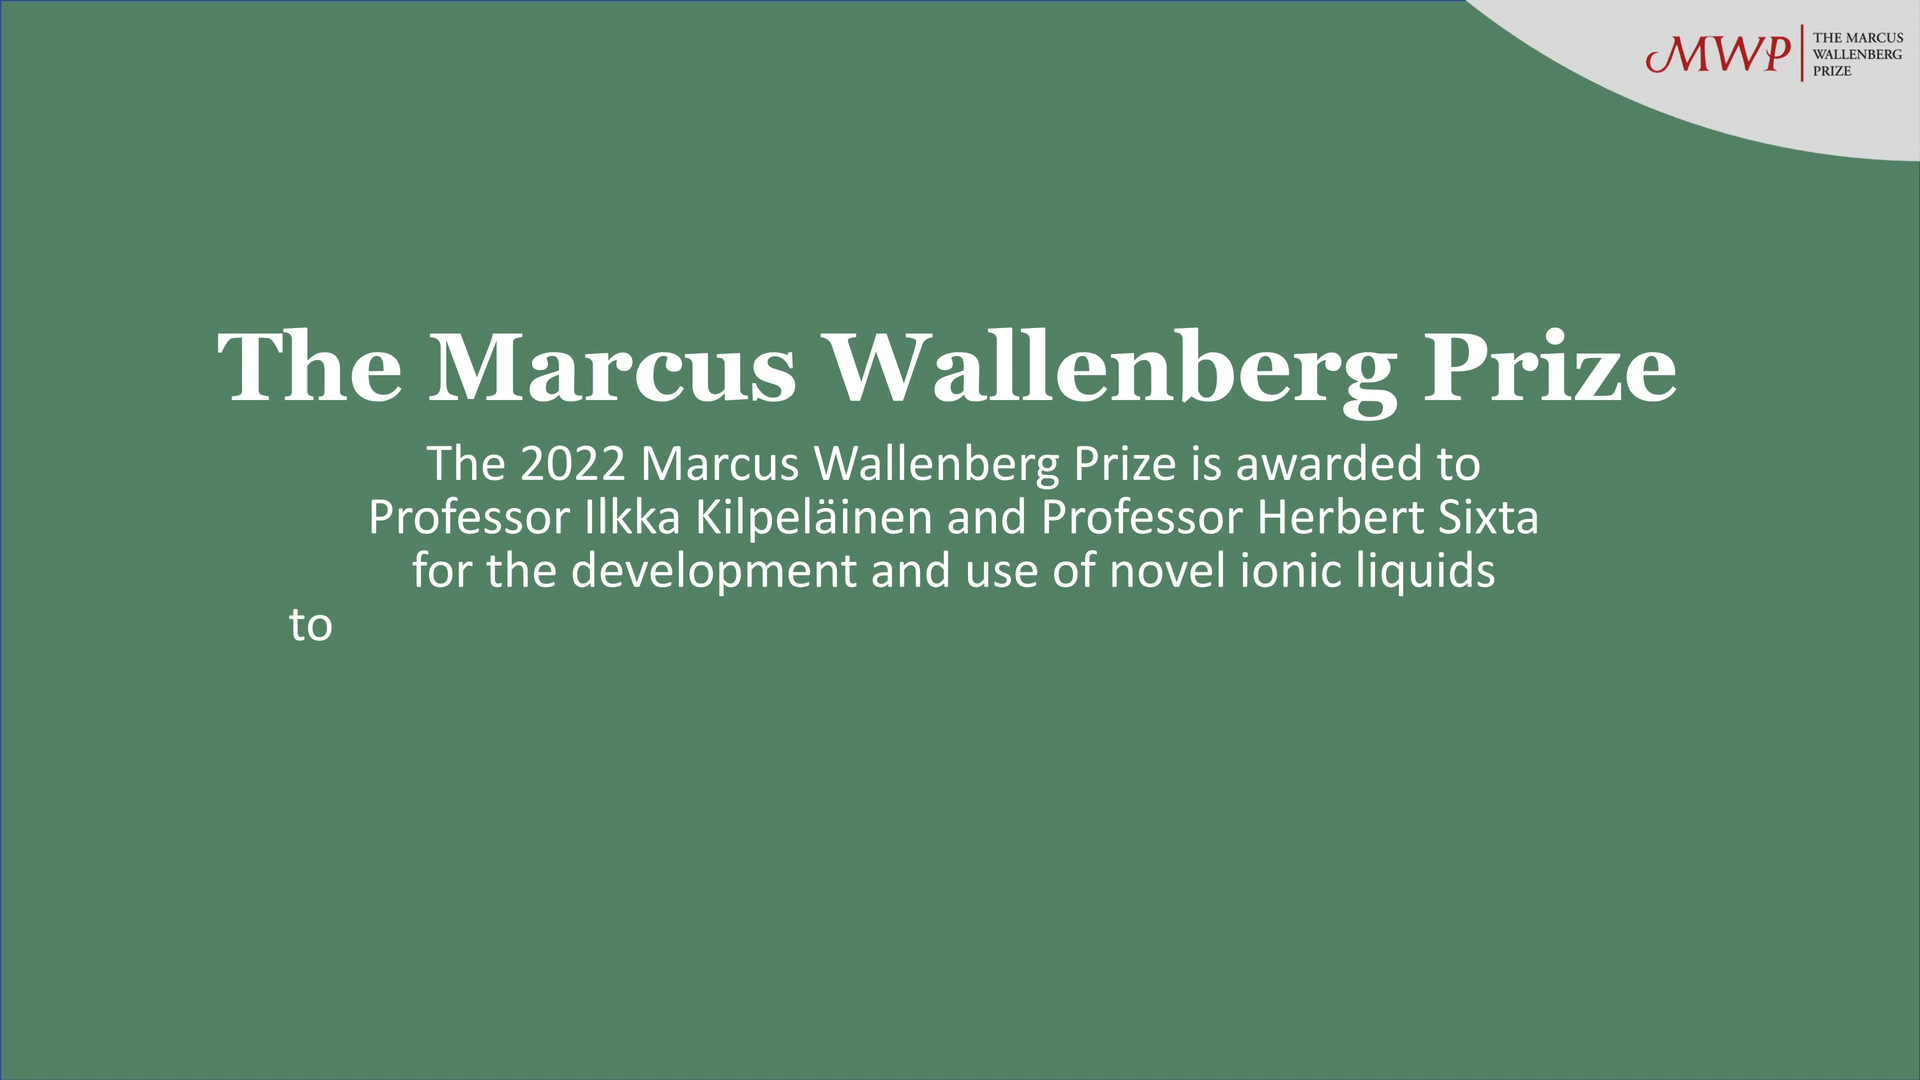 MWP
THE MARCUS
WALLENBERG
PRIZE
The Marcus Wallenberg Prize
The 2022 Marcus Wallenberg Prize is awarded to
Professor Ilkka Kilpeläinen and Professor Herbert Sixta
for the development and use of novel ionic liquids
to